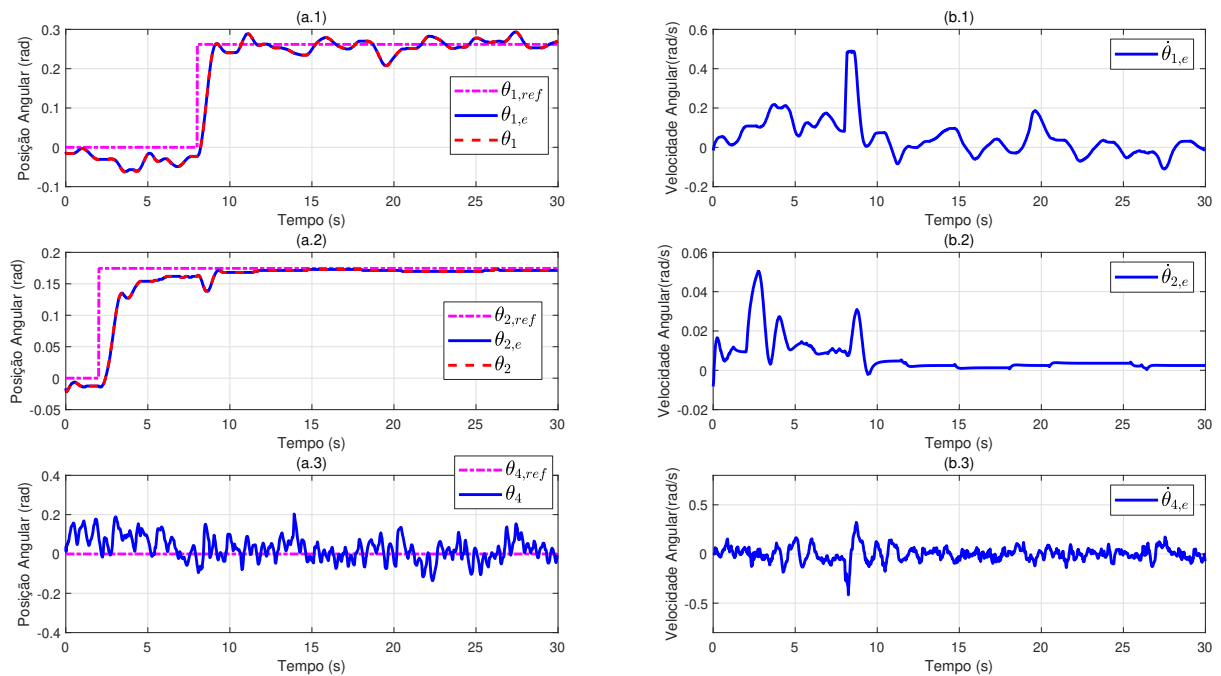 (a.1)
Posição Angular (rad)
0.3
0.2
0.1
0
-0.1
θ1,ref
θ1,e
θ1
0 5 10 15 20 25 30
Tempo (s)
(b.1)
Velocidade Angular(rad/s)
0.6
0.4
0.2
0
-0.2
θ̇1,e
0 5 10 15 20 25 30
Tempo (s)
(a.2)
Posição Angular (rad)
0.2
0.15
0.1
0.05
0
-0.05
θ2,ref
θ2,e
θ2
0 5 10 15 20 25 30
Tempo (s)
(b.2)
Velocidade Angular(rad/s)
0.06
0.04
0.02
0
-0.02
θ̇2,e
0 5 10 15 20 25 30
Tempo (s)
(a.3)
Posição Angular (rad)
0.4
0.2
0
-0.2
-0.4
θ4,ref
θ4
0 5 10 15 20 25 30
Tempo (s)
(b.3)
Velocidade Angular(rad/s)
0.5
0
-0.5
θ̇4,e
0 5 10 15 20 25 30
Tempo (s)